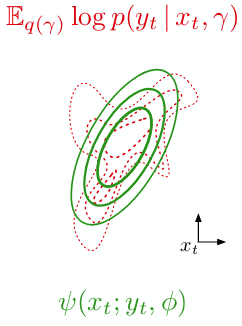 𝔼_{q(γ)} log p(y_t | x_t, γ)
x_t
ψ(x_t; y_t, ϕ)